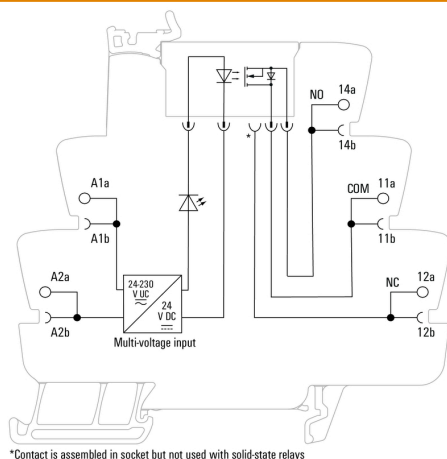 NO
14a
14b
*
A1a
COM
11a
A1b
11b
A2a
24-230
V UC
24
V DC
NC
12a
A2b
Multi-voltage input
12b
*Contact is assembled in socket but not used with solid-state relays